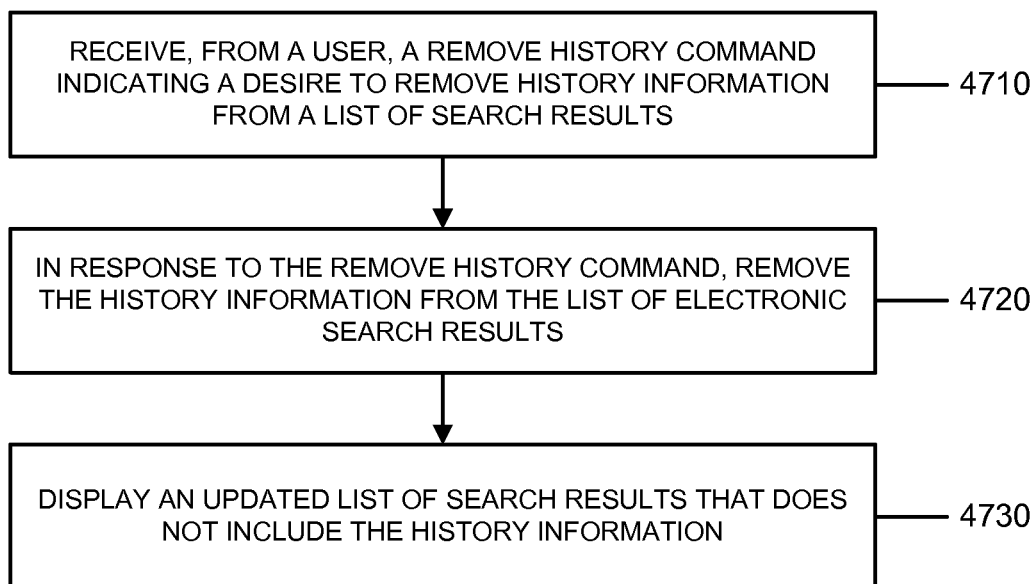 RECEIVE, FROM A USER, A REMOVE HISTORY COMMAND
INDICATING A DESIRE TO REMOVE HISTORY INFORMATION
FROM A LIST OF SEARCH RESULTS
4710
IN RESPONSE TO THE REMOVE HISTORY COMMAND, REMOVE
THE HISTORY INFORMATION FROM THE LIST OF ELECTRONIC
SEARCH RESULTS
4720
DISPLAY AN UPDATED LIST OF SEARCH RESULTS THAT DOES
NOT INCLUDE THE HISTORY INFORMATION
4730